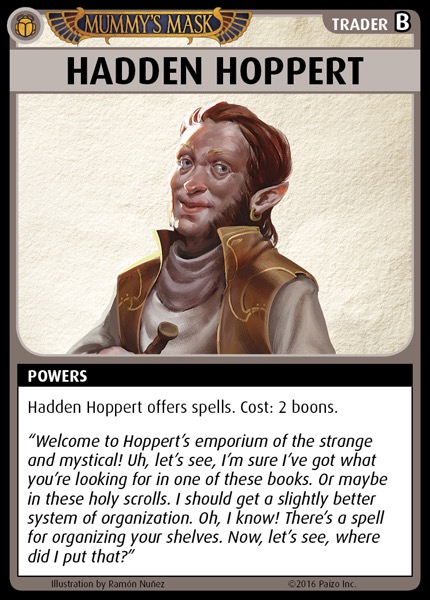 MUMMY'S MASK
TRADER B
HADDEN HOPPERT
POWERS
Hadden Hoppert offers spells. Cost: 2 boons.
“Welcome to Hoppert’s emporium of the strange
and mystical! Uh, let’s see, I’m sure I’ve got what
you’re looking for in one of these books. Or maybe
in these holy scrolls. I should get a slightly better
system of organization. Oh, I know! There’s a spell
for organizing your shelves. Now, let’s see, where
did I put that?”
Illustration by Ramón Nuñez ©2016 Paizo Inc.